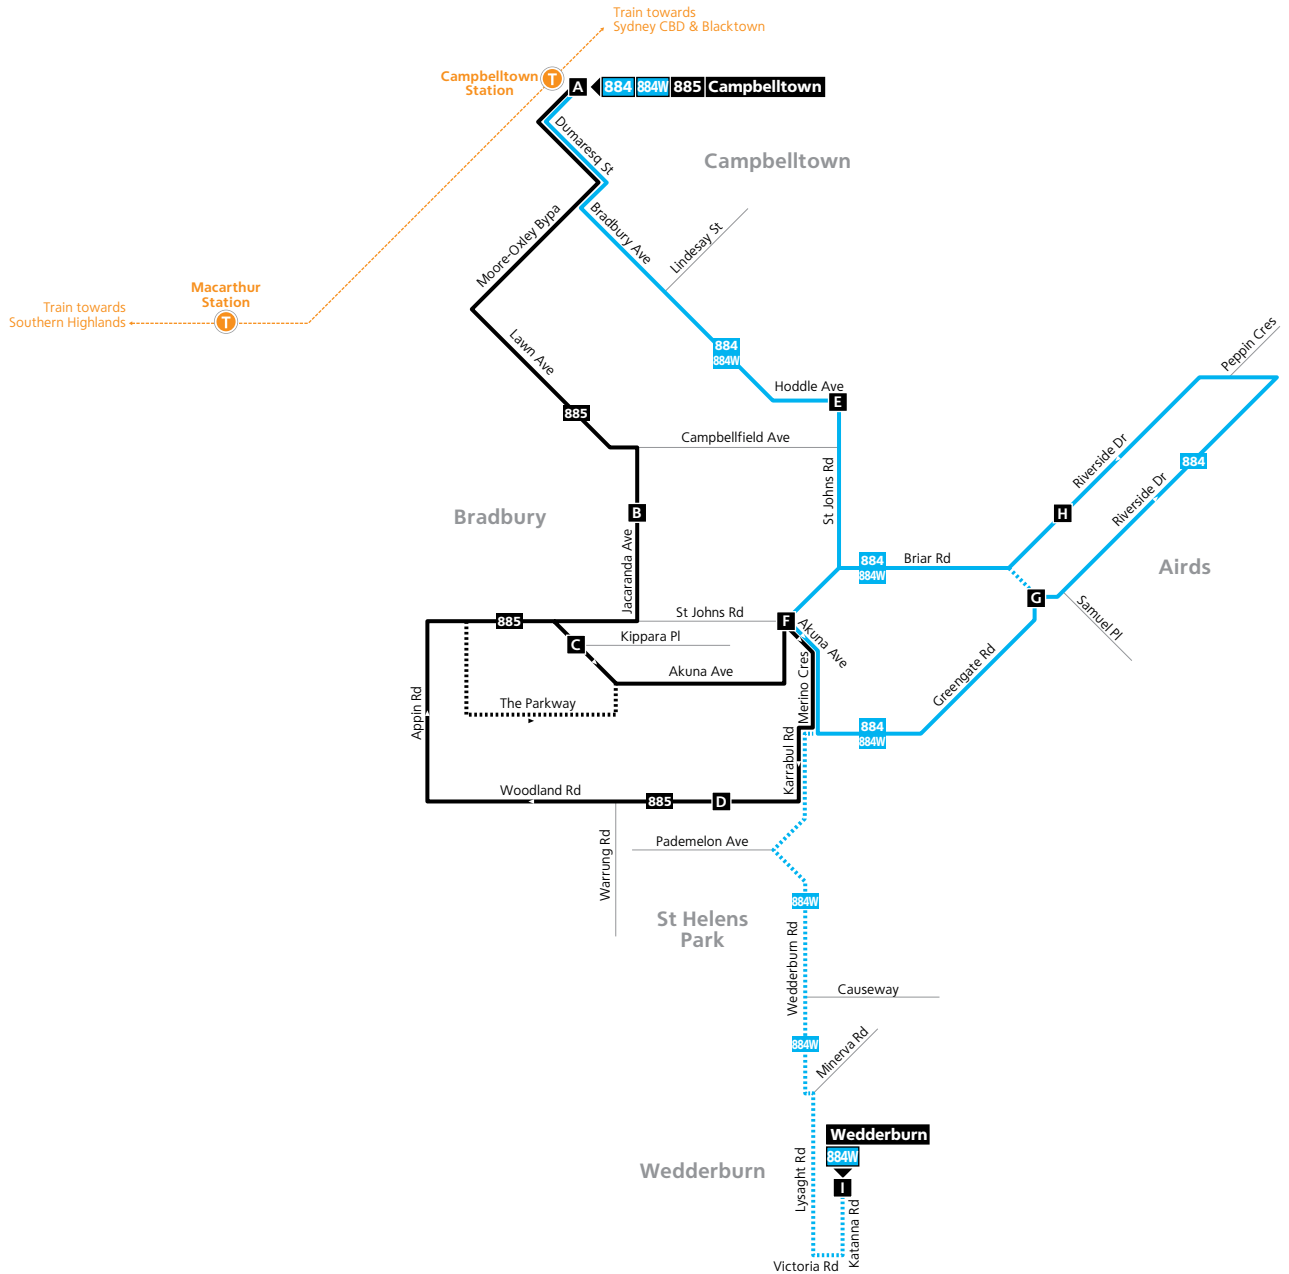 Train towards
Sydney CBD & Blacktown
Campbelltown
Station
T
A
884 884W 885 Campbelltown
Dumaresq St
Campbelltown
Moore-Oxley Bypa
Bradbury Ave
Lindesay St
Macarthur
Station
T
Train towards
Southern Highlands
Lawn Ave
884
884W
Peppin Cres
Hoddle Ave
E
885
Campbellfield Ave
Riverside Dr
884
St Johns Rd
Riverside Dr
H
B
Bradbury
Jacaranda Ave
884
884W
Briar Rd
Airds
G
Samuel Pl
St Johns Rd
F
885
Akuna Ave
C
Kippara Pl
Akuna Ave
Merino Cres
Greengate Rd
Appin Rd
The Parkway
884
884W
Karrabul Rd
Woodland Rd
885
D
Warrung Rd
Pademelon Ave
884W
St Helens
Park
Wedderburn Rd
Causeway
884W
Minerva Rd
Wedderburn
884W
Wedderburn
Lysaght Rd
I
Katanna Rd
Victoria Rd